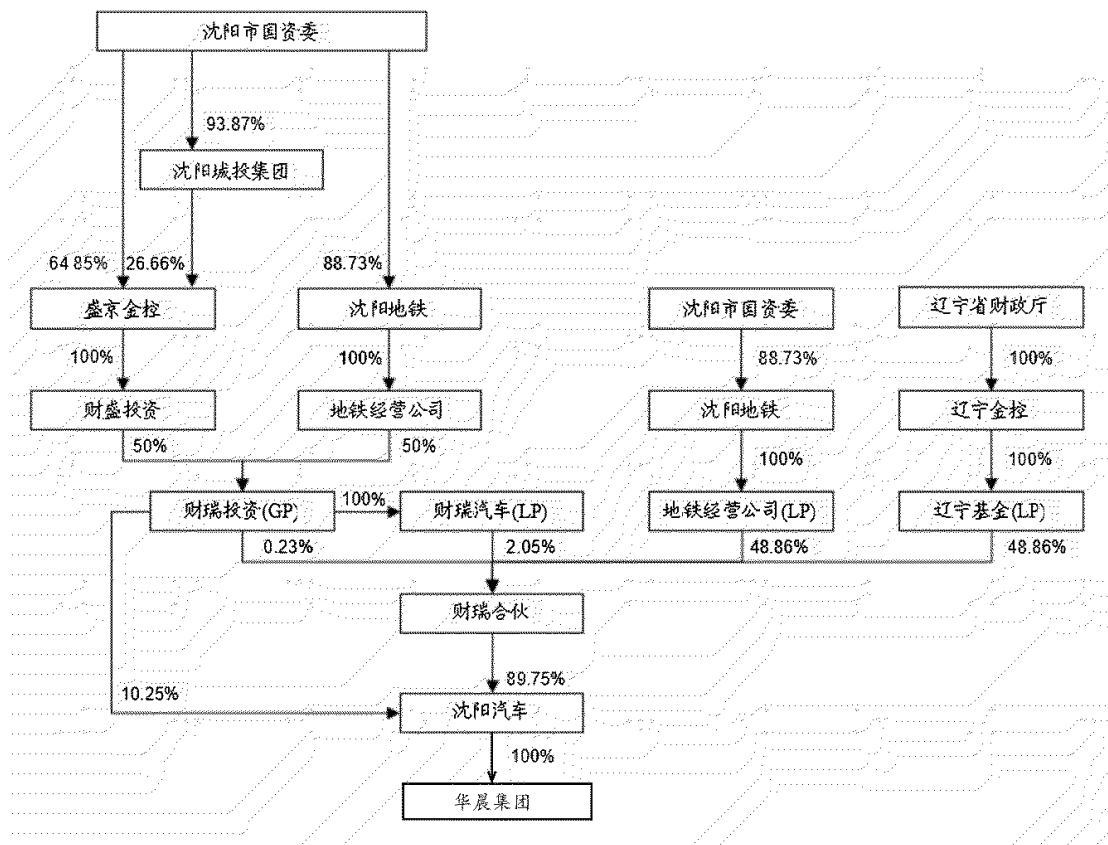 沈阳市国资委
93.87%
沈阳城投集团
64.85%
26.66%
88.73%
盛京金控
沈阳地铁
沈阳市国资委
辽宁省财政厅
100%
100%
88.73%
100%
财盛投资
地铁经营公司
沈阳地铁
辽宁金控
50%
50%
100%
100%
财瑞投资(GP)
100%
财瑞汽车(LP)
地铁经营公司(LP)
辽宁基金(LP)
0.23%
2.05%
48.86%
48.86%
财瑞合伙
89.75%
10.25%
沈阳汽车
100%
华晨集团